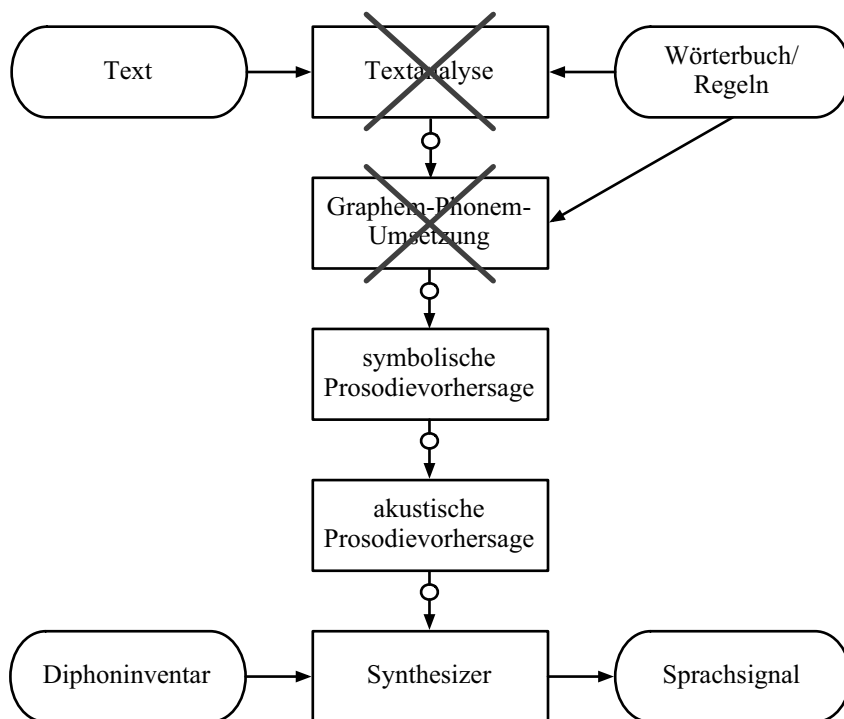 Text
Textanalyse
Wörterbuch/
Regeln
Graphem-Phonem-
Umsetzung
symbolische
Prosodievorhersage
akustische
Prosodievorhersage
Diphoninventar
Synthesizer
Sprachsignal